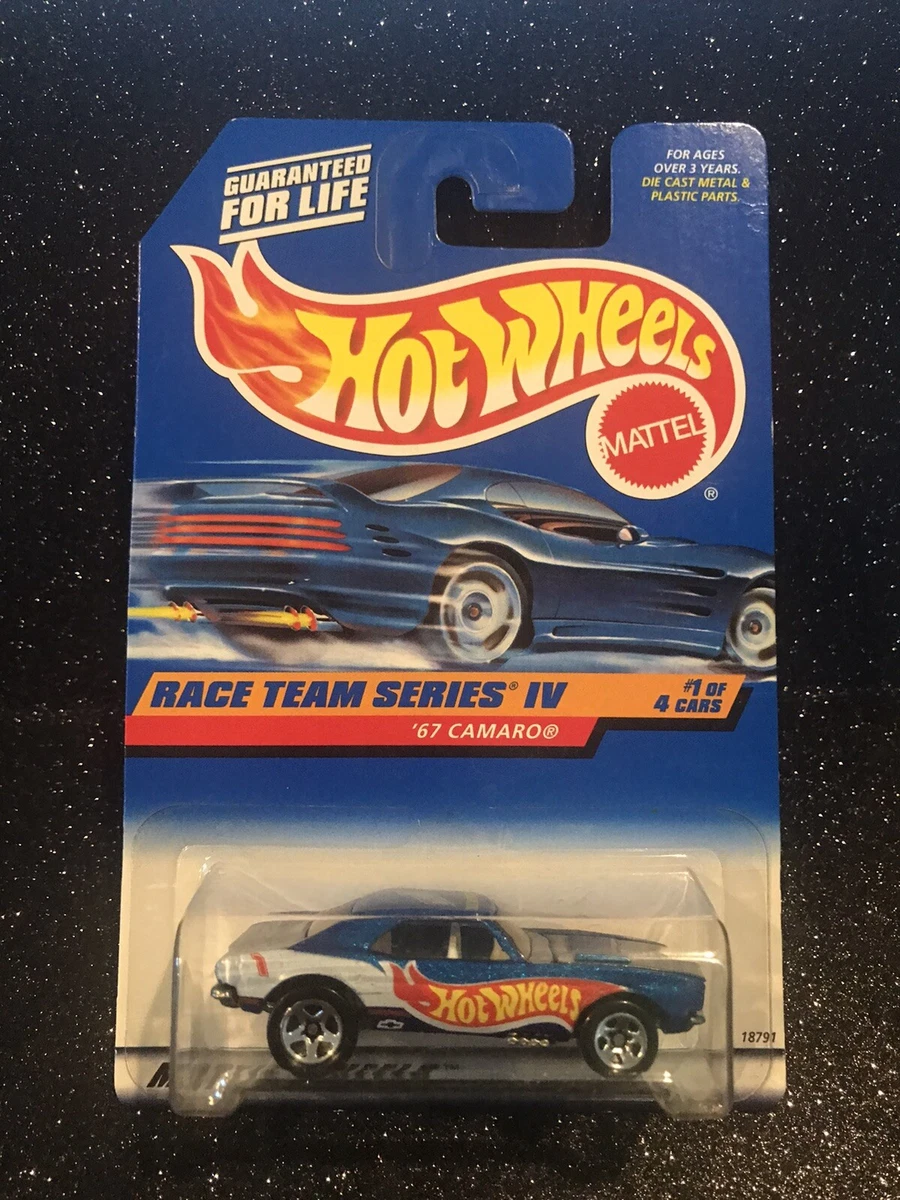 GUARANTEED
FOR LIFE
FOR AGES
OVER 3 YEARS.
DIE CAST METAL &
PLASTIC PARTS.
HOT WHEELS
MATTEL
®
RACE TEAM SERIES® IV
#1 OF
4 CARS
'67 CAMARO®
1
HOT WHEELS
18791